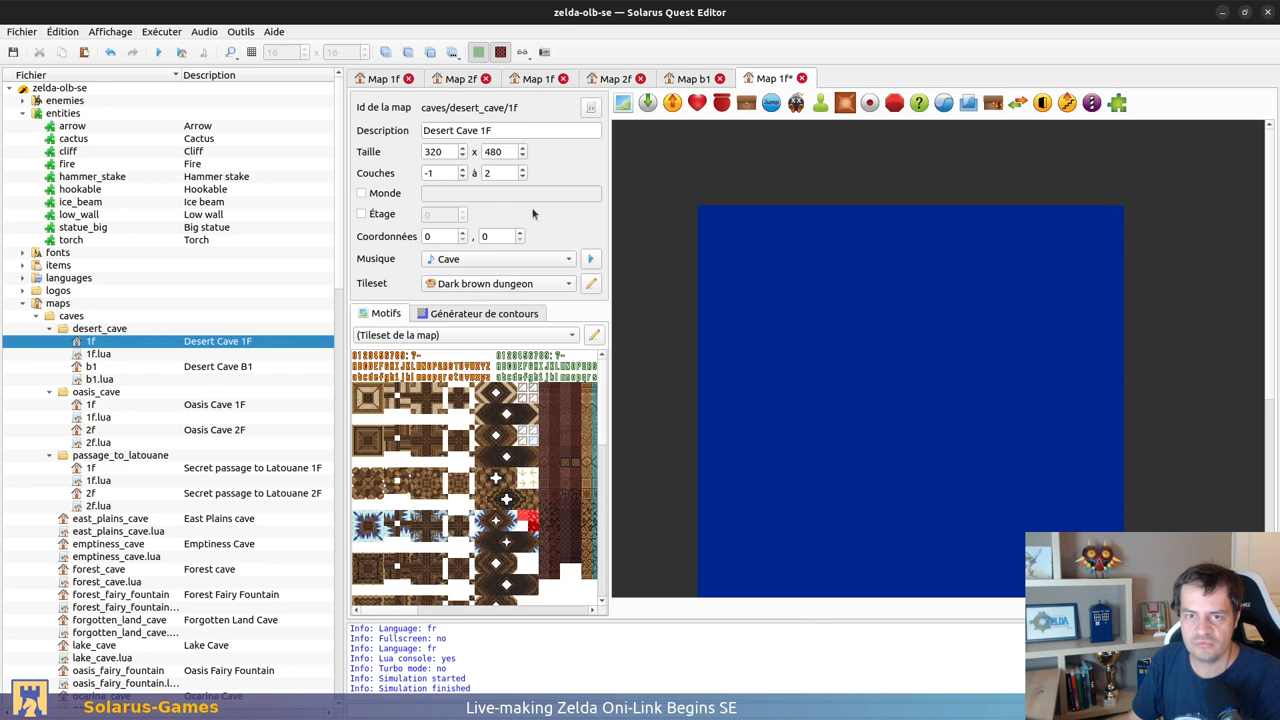 zelda-olb-se — Solarus Quest Editor
Fichier Édition Affichage Exécuter Audio Outils Aide
16 x 16
Fichier Description
zelda-olb-se
enemies
entities
arrow Arrow
cactus Cactus
cliff Cliff
fire Fire
hammer_stake Hammer stake
hookable Hookable
ice_beam Ice beam
low_wall Low wall
statue_big Big statue
torch Torch
fonts
items
languages
logos
maps
caves
desert_cave
1f Desert Cave 1F
1f.lua
b1 Desert Cave B1
b1.lua
oasis_cave
1f Oasis Cave 1F
1f.lua
2f Oasis Cave 2F
2f.lua
passage_to_latouane
1f Secret passage to Latouane 1F
1f.lua
2f Secret passage to Latouane 2F
2f.lua
east_plains_cave East Plains cave
east_plains_cave.lua
emptiness_cave Emptiness Cave
emptiness_cave.lua
forest_cave Forest cave
forest_cave.lua
forest_fairy_fountain Forest Fairy Fountain
forest_fairy_fountain...
forgotten_land_cave Forgotten Land Cave
forgotten_land_cave....
lake_cave Lake Cave
lake_cave.lua
oasis_fairy_fountain Oasis Fairy Fountain
oasis_fairy_fountain.l...
ocarina_cave Ocarina Cave
Map 1f Map 2f Map 1f Map 2f Map b1 Map 1f*
Id de la map caves/desert_cave/1f
Description Desert Cave 1F
Taille 320 x 480
Couches -1 à 2
Monde
Étage 0
Coordonnées 0 , 0
Musique Cave
Tileset Dark brown dungeon
Motifs Générateur de contours
(Tileset de la map)
Jump
Info: Language: fr
Info: Fullscreen: no
Info: Language: fr
Info: Lua console: yes
Info: Turbo mode: no
Info: Simulation started
Info: Simulation finished
Solarus-Games
Live-making Zelda Oni-Link Begins SE